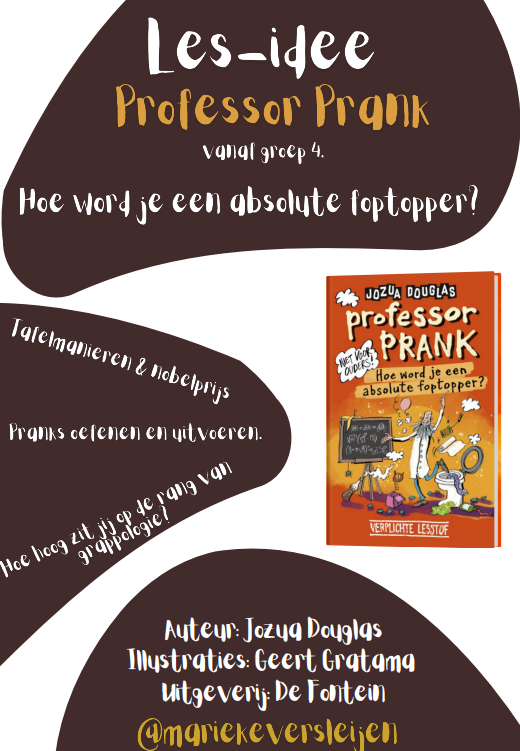 Les-idee
Professor Prank
vanaf groep 4.
Hoe word je een absolute foptopper?
JOZUA DOUGLAS
professor
PRANK
NIET VOOR
OUDERS!
Hoe word je een
absolute foptopper?
VERPLICHTE LESSTOF
Tafelmanieren & nobelprijs
Pranks oefenen en uitvoeren.
Hoe hoog zit jij op de rang van
grappologie?
Auteur: Jozua Douglas
Illustraties: Geert Gratama
Uitgeverij: De Fontein
@mariekeversleijen